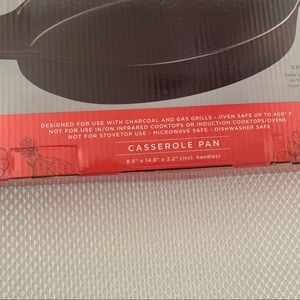 DESIGNED FOR USE WITH CHARCOAL AND GAS GRILLS - OVEN SAFE UP TO 400° F
NOT FOR USE IN/ON INFRARED COOKTOPS OR INDUCTION COOKTOPS/OVENS
NOT FOR STOVETOP USE - MICROWAVE SAFE - DISHWASHER SAFE
CASSEROLE PAN
8.5" x 14.8" x 2.2" (incl. handles)